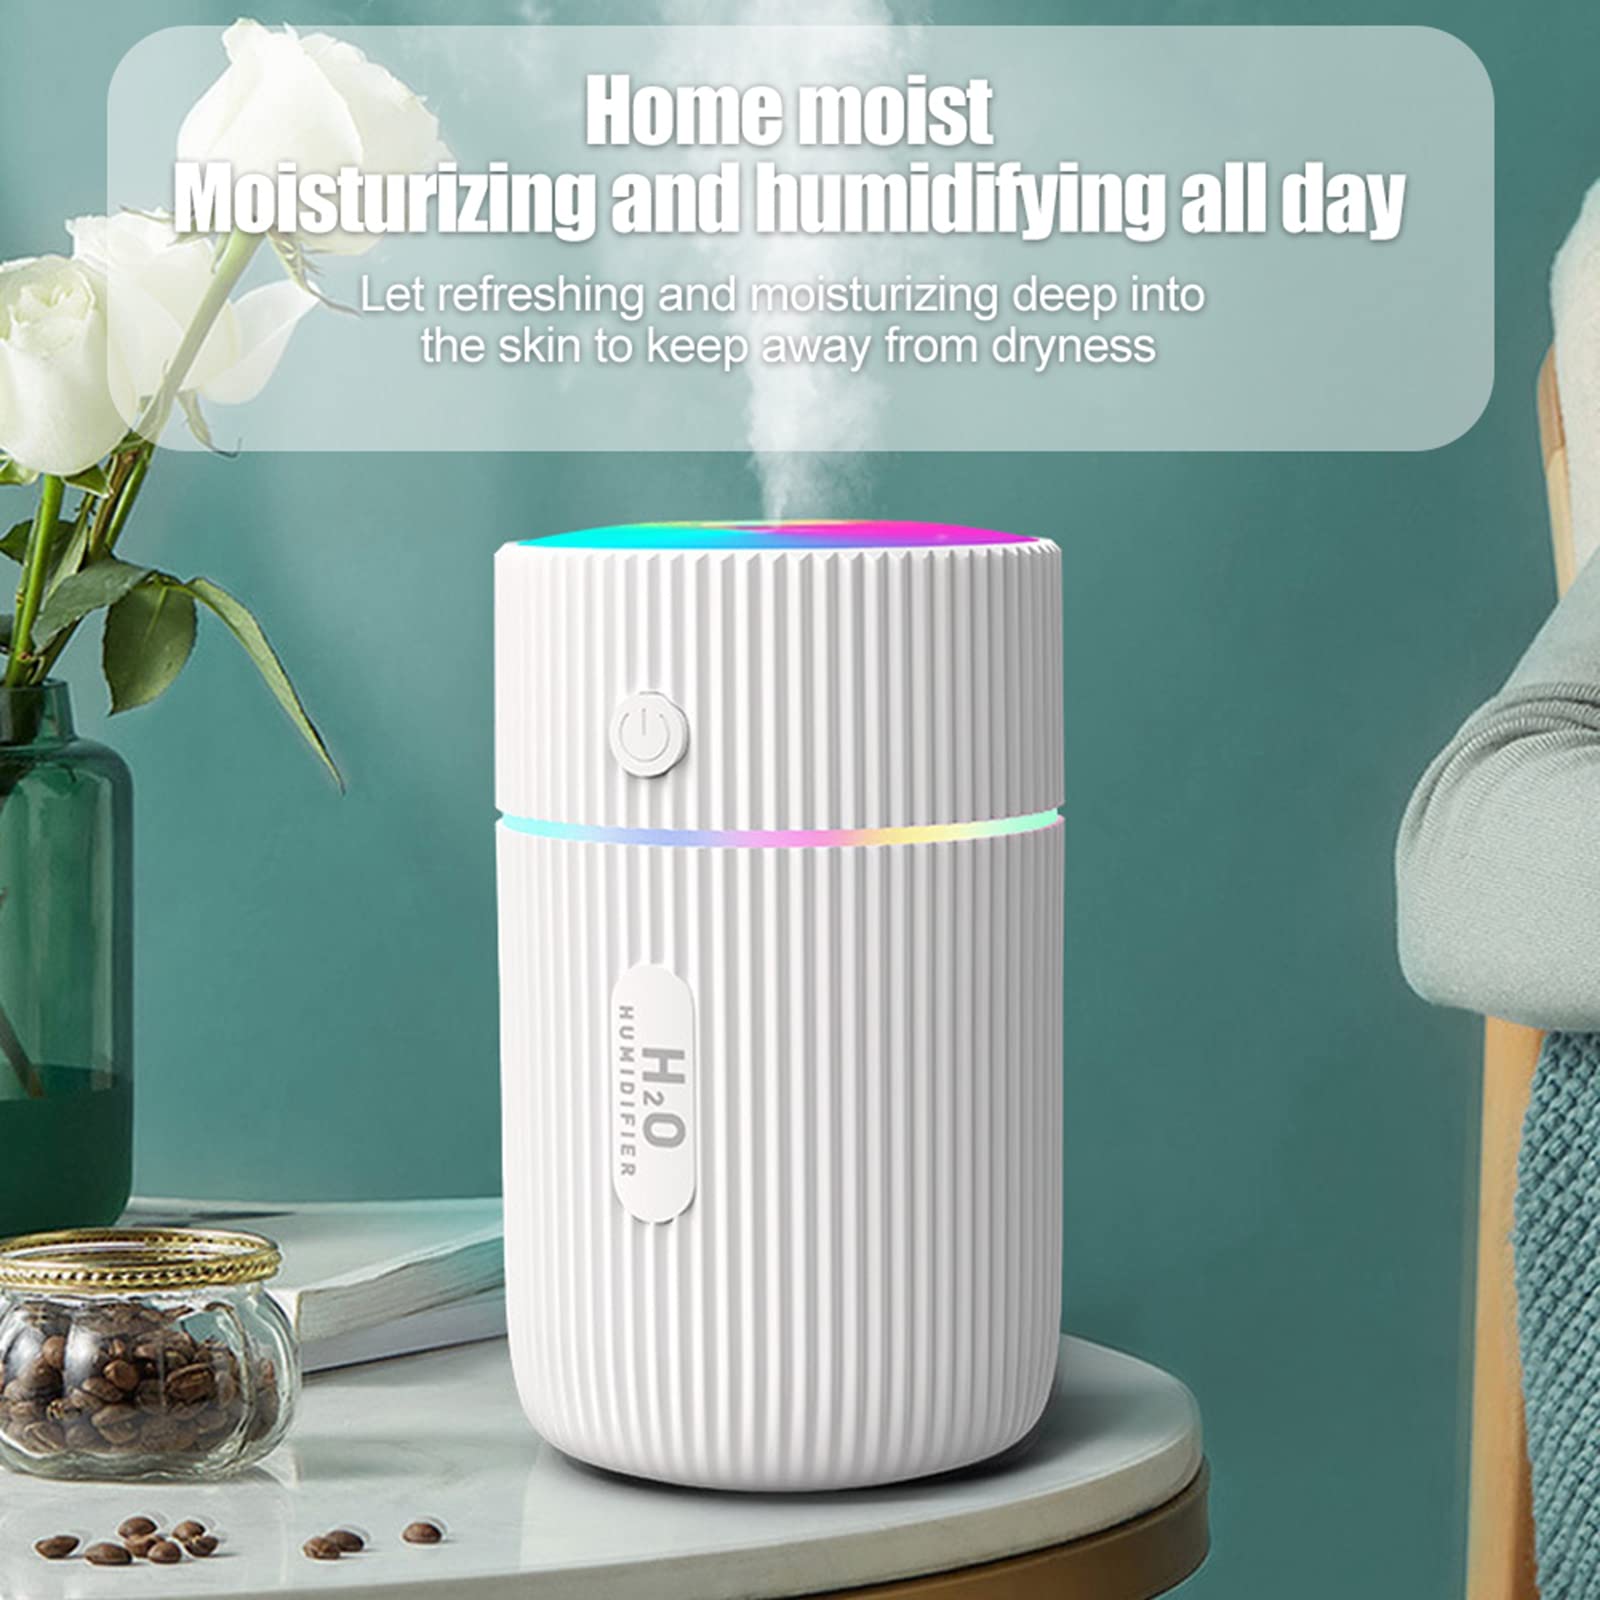 Home moist
Moisturizing and humidifying all day
Let refreshing and moisturizing deep into
the skin to keep away from dryness
H₂O
HUMIDIFIER